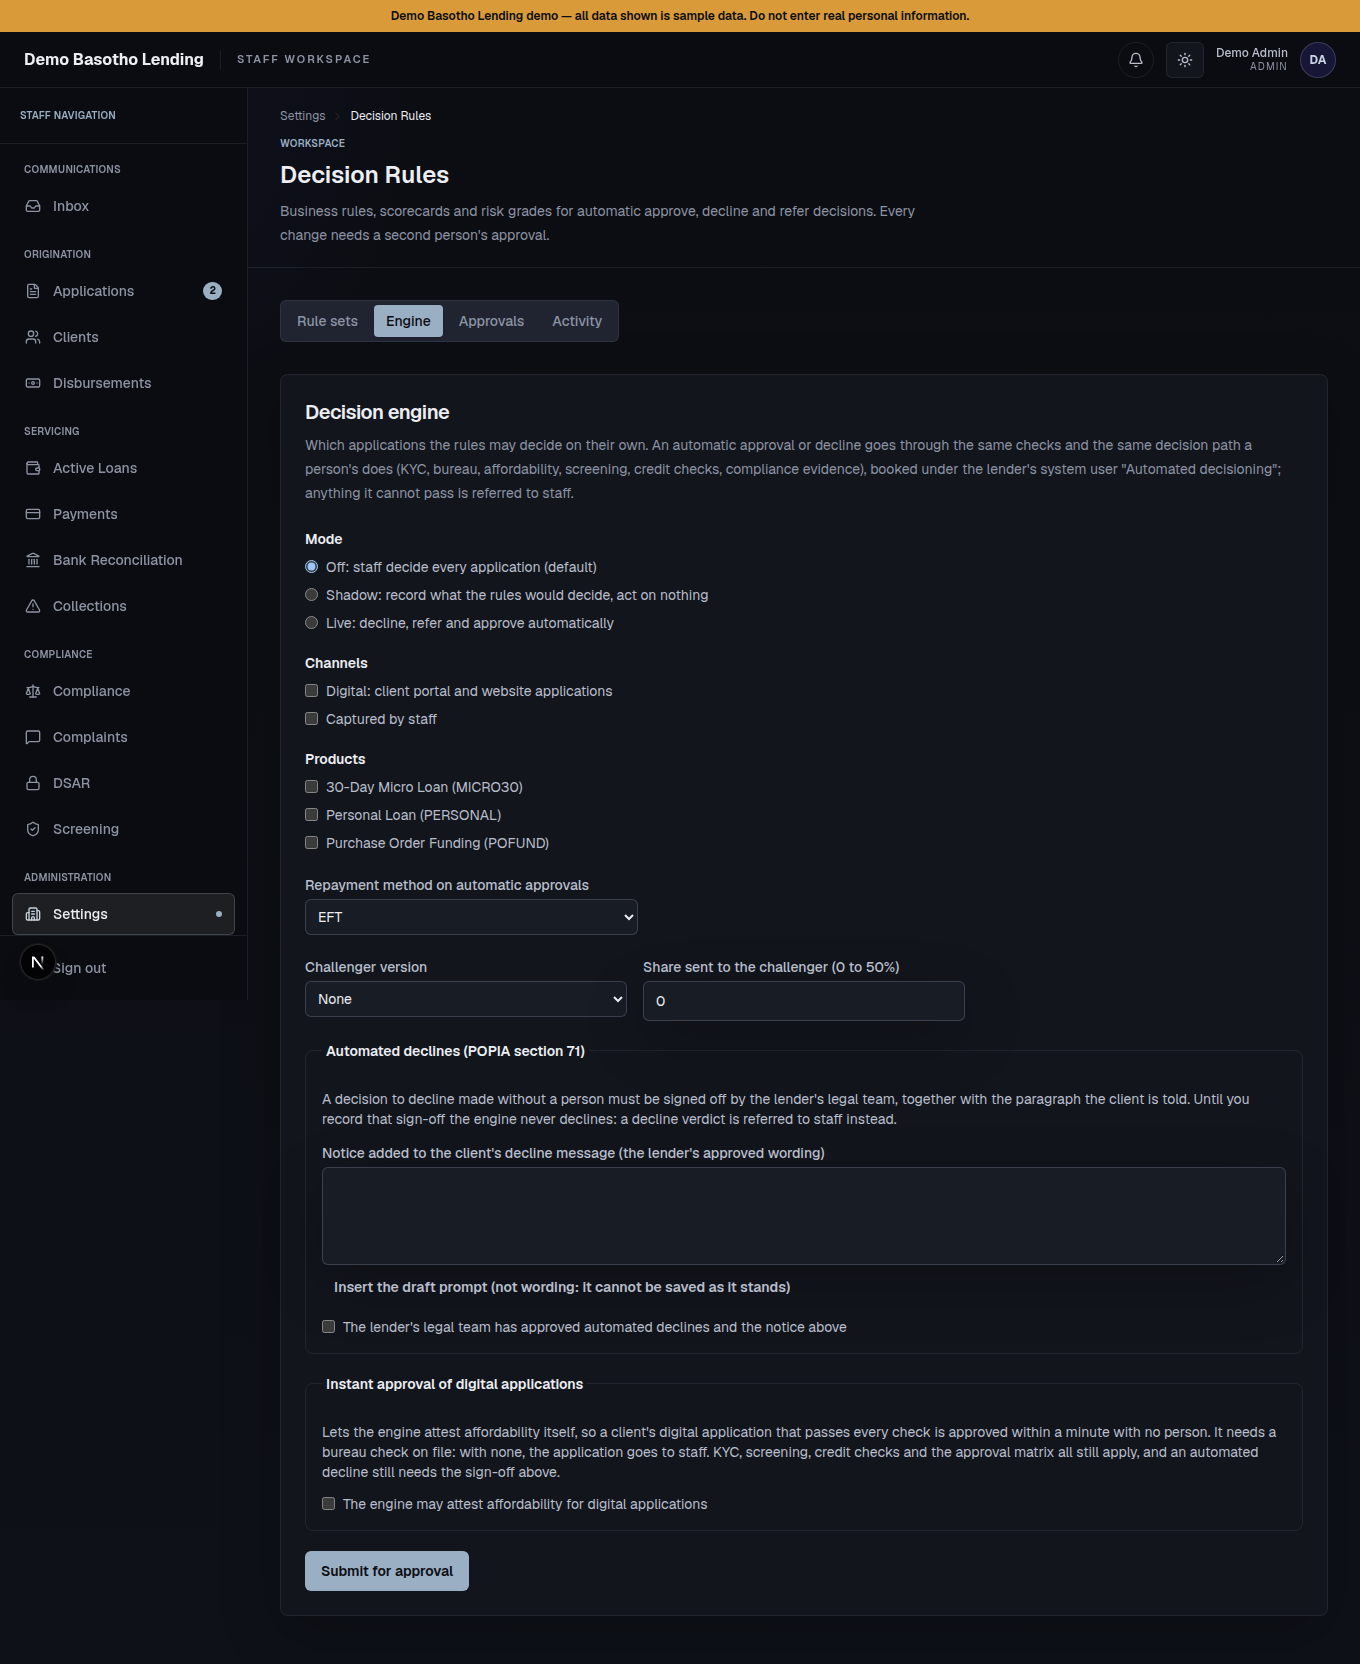 Demo Basotho Lending demo — all data shown is sample data. Do not enter real personal information.
Demo Basotho Lending
STAFF WORKSPACE
Demo Admin
ADMIN
DA
STAFF NAVIGATION
COMMUNICATIONS
Inbox
ORIGINATION
Applications 2
Clients
Disbursements
SERVICING
Active Loans
Payments
Bank Reconciliation
Collections
COMPLIANCE
Compliance
Complaints
DSAR
Screening
ADMINISTRATION
Settings
N
Sign out
Settings › Decision Rules
WORKSPACE
Decision Rules
Business rules, scorecards and risk grades for automatic approve, decline and refer decisions. Every
change needs a second person's approval.
Rule sets Engine Approvals Activity
Decision engine
Which applications the rules may decide on their own. An automatic approval or decline goes through the same checks and the same decision path a
person's does (KYC, bureau, affordability, screening, credit checks, compliance evidence), booked under the lender's system user "Automated decisioning";
anything it cannot pass is referred to staff.
Mode
Off: staff decide every application (default)
Shadow: record what the rules would decide, act on nothing
Live: decline, refer and approve automatically
Channels
Digital: client portal and website applications
Captured by staff
Products
30-Day Micro Loan (MICRO30)
Personal Loan (PERSONAL)
Purchase Order Funding (POFUND)
Repayment method on automatic approvals
EFT
Challenger version
None
Share sent to the challenger (0 to 50%)
0
Automated declines (POPIA section 71)
A decision to decline made without a person must be signed off by the lender's legal team, together with the paragraph the client is told. Until you
record that sign-off the engine never declines: a decline verdict is referred to staff instead.
Notice added to the client's decline message (the lender's approved wording)
Insert the draft prompt (not wording: it cannot be saved as it stands)
The lender's legal team has approved automated declines and the notice above
Instant approval of digital applications
Lets the engine attest affordability itself, so a client's digital application that passes every check is approved within a minute with no person. It needs a
bureau check on file: with none, the application goes to staff. KYC, screening, credit checks and the approval matrix all still apply, and an automated
decline still needs the sign-off above.
The engine may attest affordability for digital applications
Submit for approval